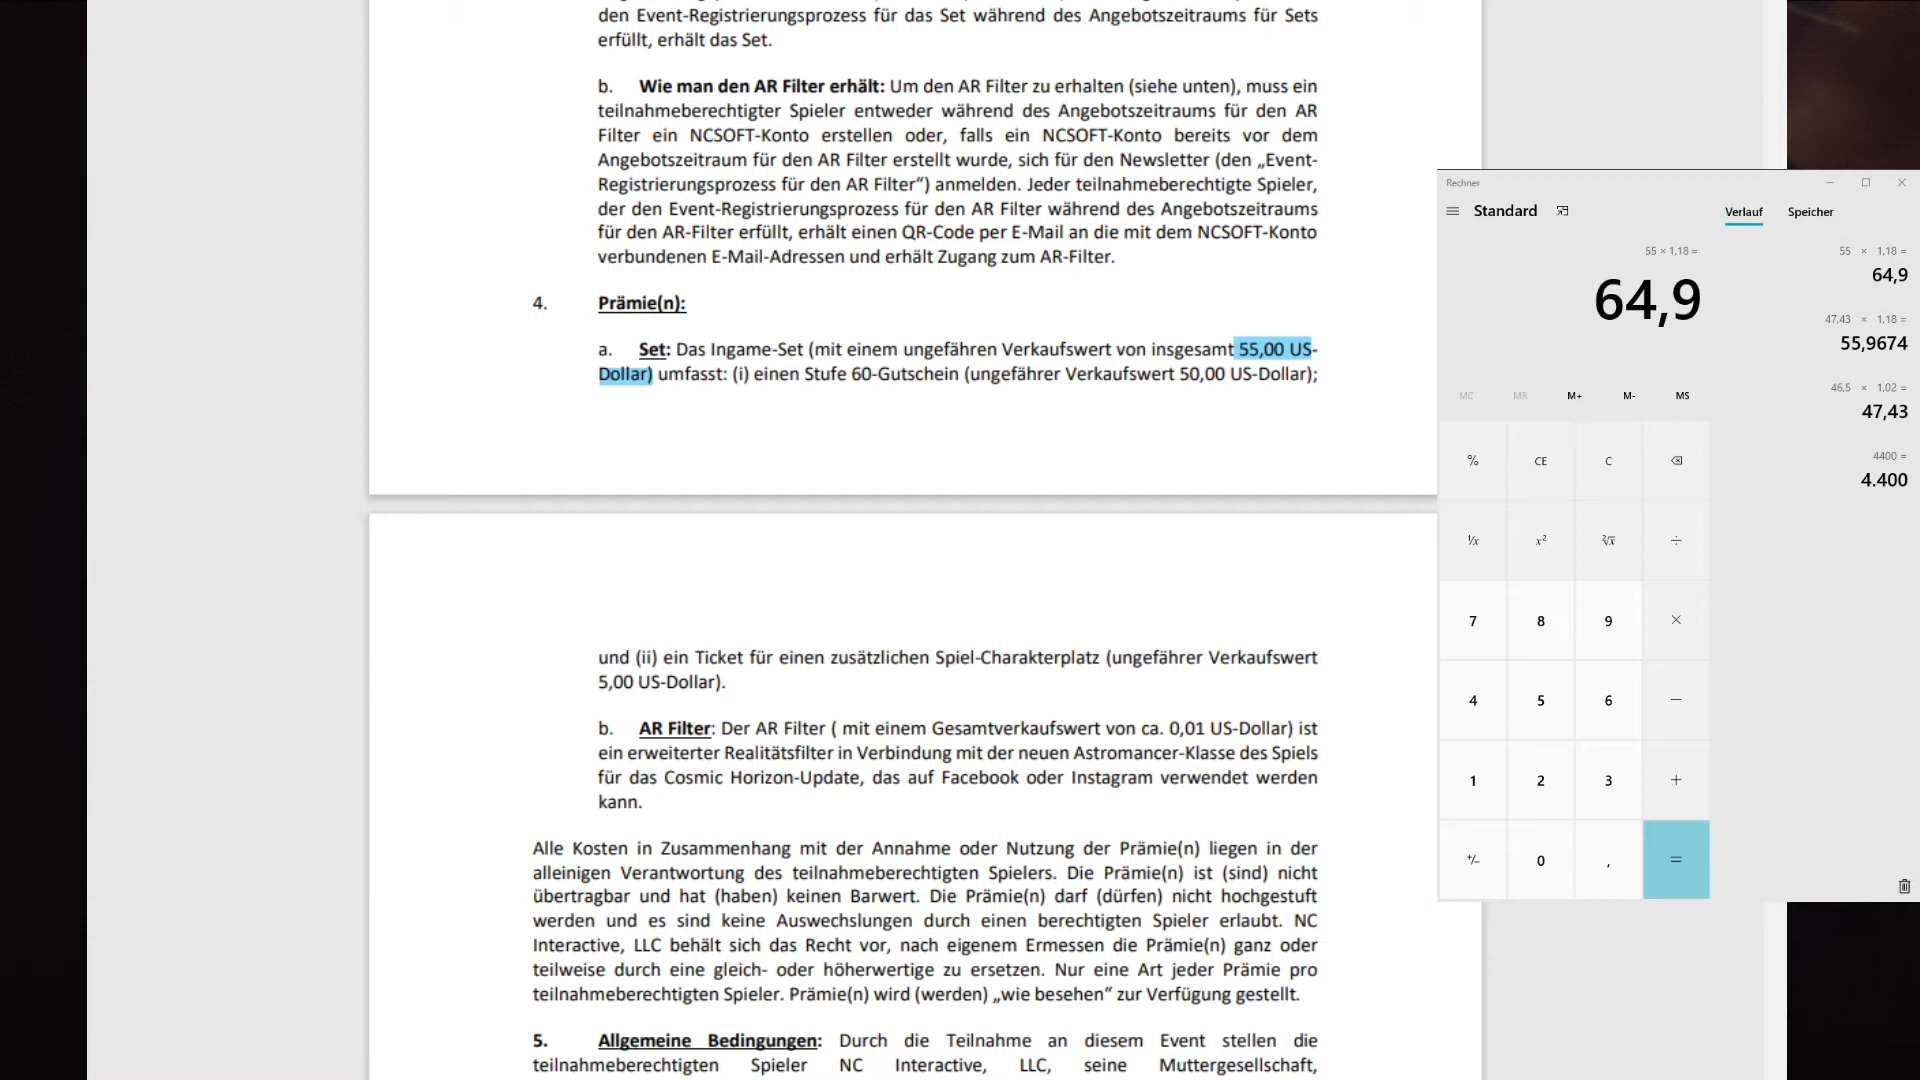 den Event-Registrierungsprozess für das Set während des Angebotszeitraums für Sets
erfüllt, erhält das Set.
b. Wie man den AR Filter erhält: Um den AR Filter zu erhalten (siehe unten), muss ein
teilnahmeberechtigter Spieler entweder während des Angebotszeitraums für den AR
Filter ein NCSOFT-Konto erstellen oder, falls ein NCSOFT-Konto bereits vor dem
Angebotszeitraum für den AR Filter erstellt wurde, sich für den Newsletter (den „Event-
Registrierungsprozess für den AR Filter“) anmelden. Jeder teilnahmeberechtigte Spieler,
der den Event-Registrierungsprozess für den AR Filter während des Angebotszeitraums
für den AR-Filter erfüllt, erhält einen QR-Code per E-Mail an die mit dem NCSOFT-Konto
verbundenen E-Mail-Adressen und erhält Zugang zum AR-Filter.
4. Prämie(n):
a. Set: Das Ingame-Set (mit einem ungefähren Verkaufswert von insgesamt 55,00 US-
Dollar) umfasst: (i) einen Stufe 60-Gutschein (ungefährer Verkaufswert 50,00 US-Dollar);
und (ii) ein Ticket für einen zusätzlichen Spiel-Charakterplatz (ungefährer Verkaufswert
5,00 US-Dollar).
b. AR Filter: Der AR Filter ( mit einem Gesamtverkaufswert von ca. 0,01 US-Dollar) ist
ein erweiterter Realitätsfilter in Verbindung mit der neuen Astromancer-Klasse des Spiels
für das Cosmic Horizon-Update, das auf Facebook oder Instagram verwendet werden
kann.
Alle Kosten in Zusammenhang mit der Annahme oder Nutzung der Prämie(n) liegen in der
alleinigen Verantwortung des teilnahmeberechtigten Spielers. Die Prämie(n) ist (sind) nicht
übertragbar und hat (haben) keinen Barwert. Die Prämie(n) darf (dürfen) nicht hochgestuft
werden und es sind keine Auswechslungen durch einen berechtigten Spieler erlaubt. NC
Interactive, LLC behält sich das Recht vor, nach eigenem Ermessen die Prämie(n) ganz oder
teilweise durch eine gleich- oder höherwertige zu ersetzen. Nur eine Art jeder Prämie pro
teilnahmeberechtigten Spieler. Prämie(n) wird (werden) „wie besehen“ zur Verfügung gestellt.
5. Allgemeine Bedingungen: Durch die Teilnahme an diesem Event stellen die
teilnahmeberechtigten Spieler NC Interactive, LLC, seine Muttergesellschaft,
Rechner
Standard
Verlauf Speicher
55 × 1,18 =
64,9
MC MR M+ M- MS
% CE C
¹/x x² ²√x ÷
7 8 9 ×
4 5 6 −
1 2 3 +
+/− 0 , =
55 × 1,18 =
64,9
47,43 × 1,18 =
55,9674
46,5 × 1,02 =
47,43
4400 =
4.400